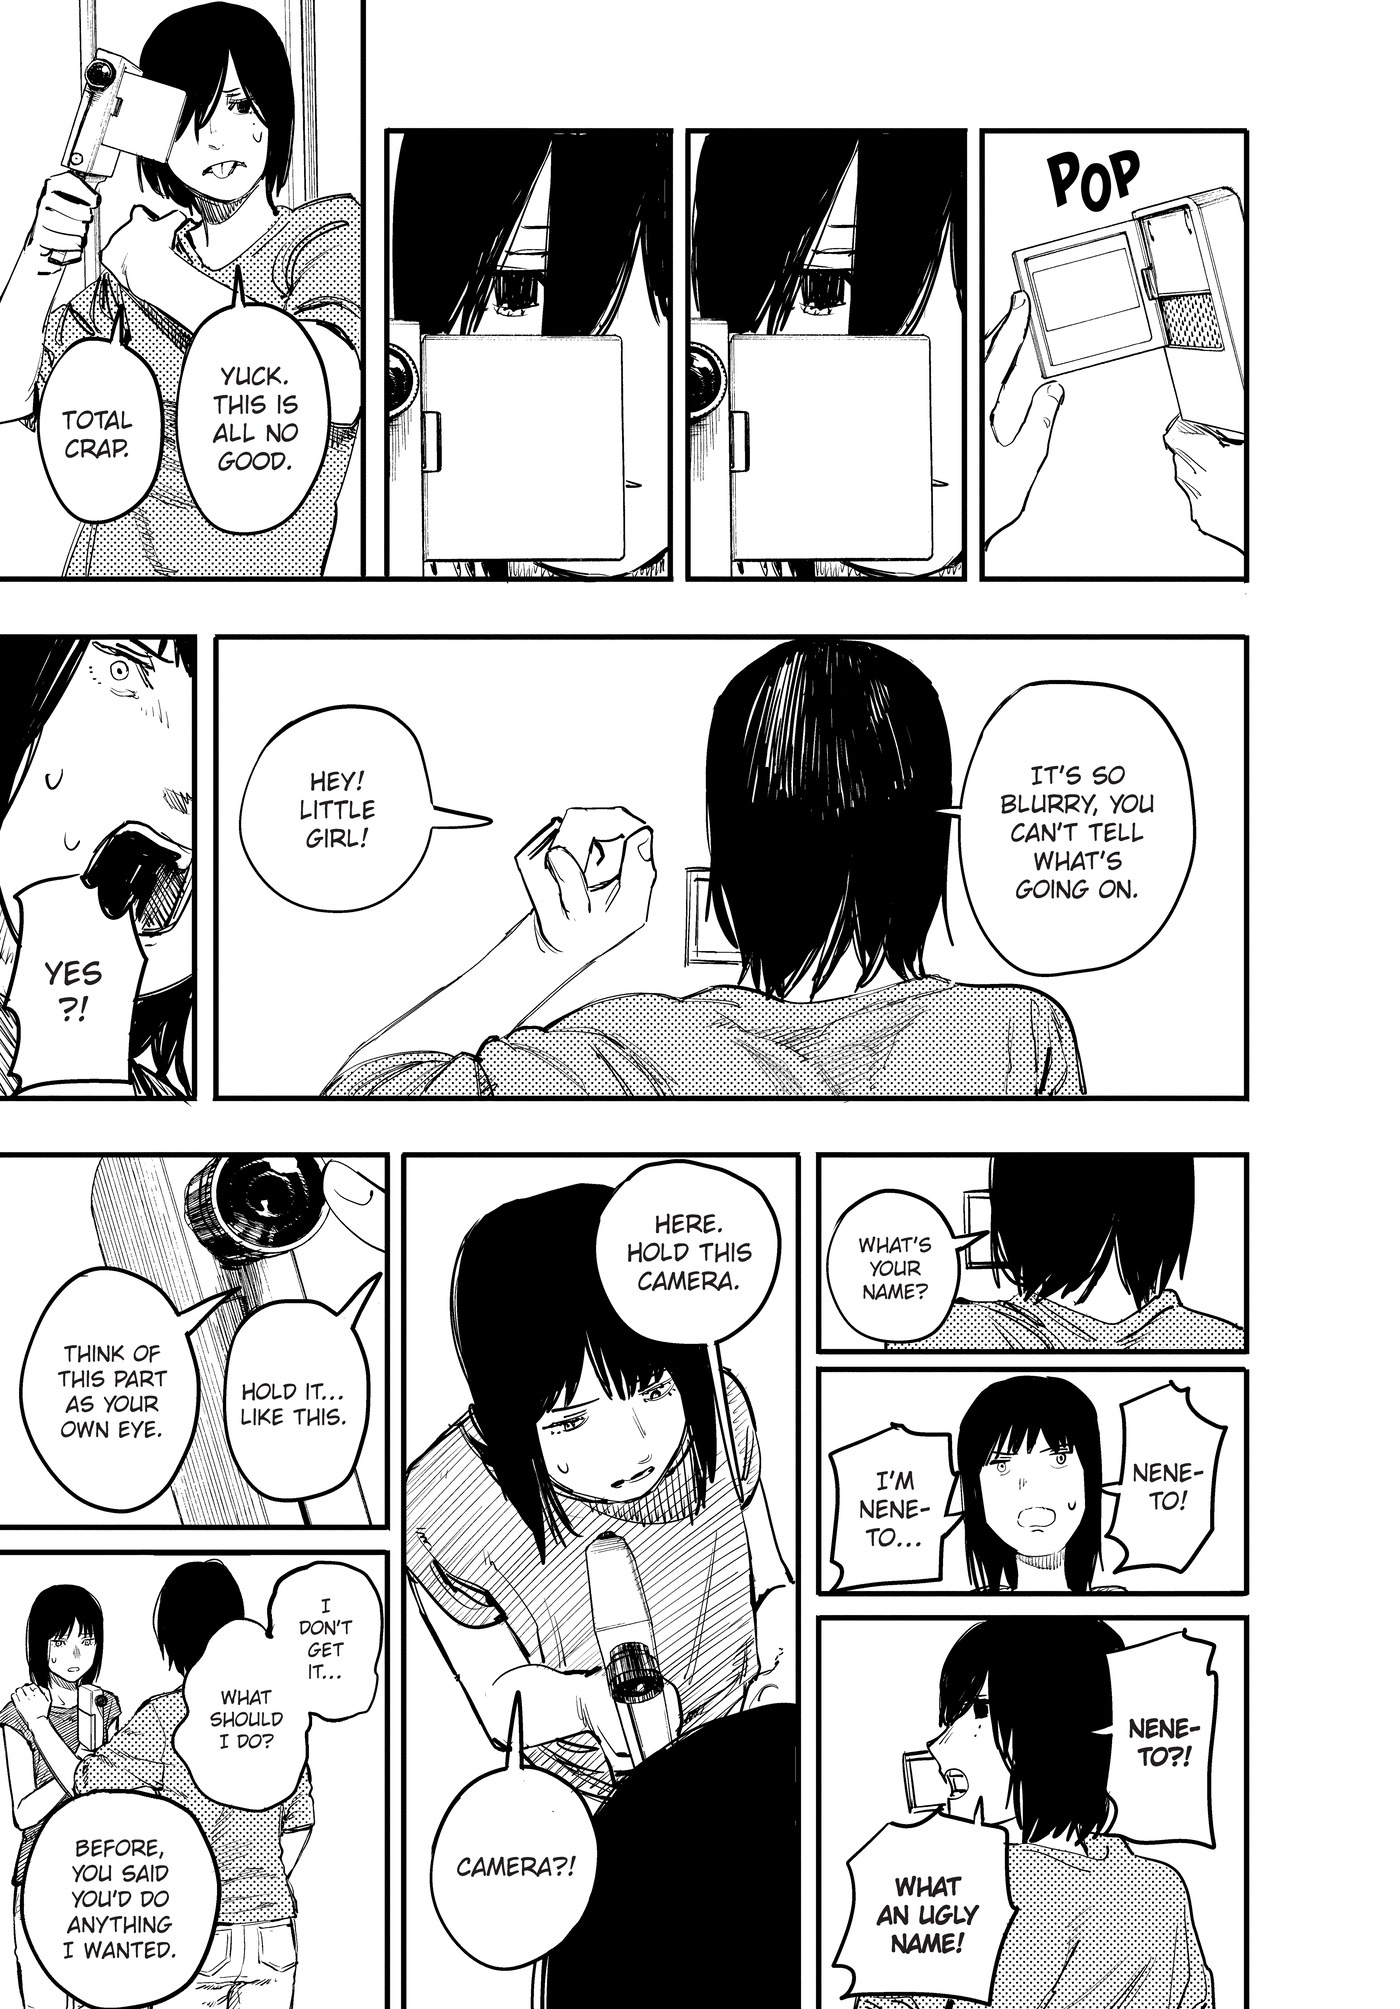 POP
YUCK.
THIS IS
ALL NO
GOOD.
TOTAL
CRAP.
IT'S SO
BLURRY, YOU
CAN'T TELL
WHAT'S
GOING ON.
HEY!
LITTLE
GIRL!
YES
?!
WHAT'S
YOUR
NAME?
NENE-
TO!
I'M
NENE-
TO...
NENE-
TO?!
WHAT
AN UGLY
NAME!
HERE.
HOLD THIS
CAMERA.
CAMERA?!
HOLD IT...
LIKE THIS.
THINK OF
THIS PART
AS YOUR
OWN EYE.
I
DON'T
GET
IT...
WHAT
SHOULD
I DO?
BEFORE,
YOU SAID
YOU'D DO
ANYTHING
I WANTED.